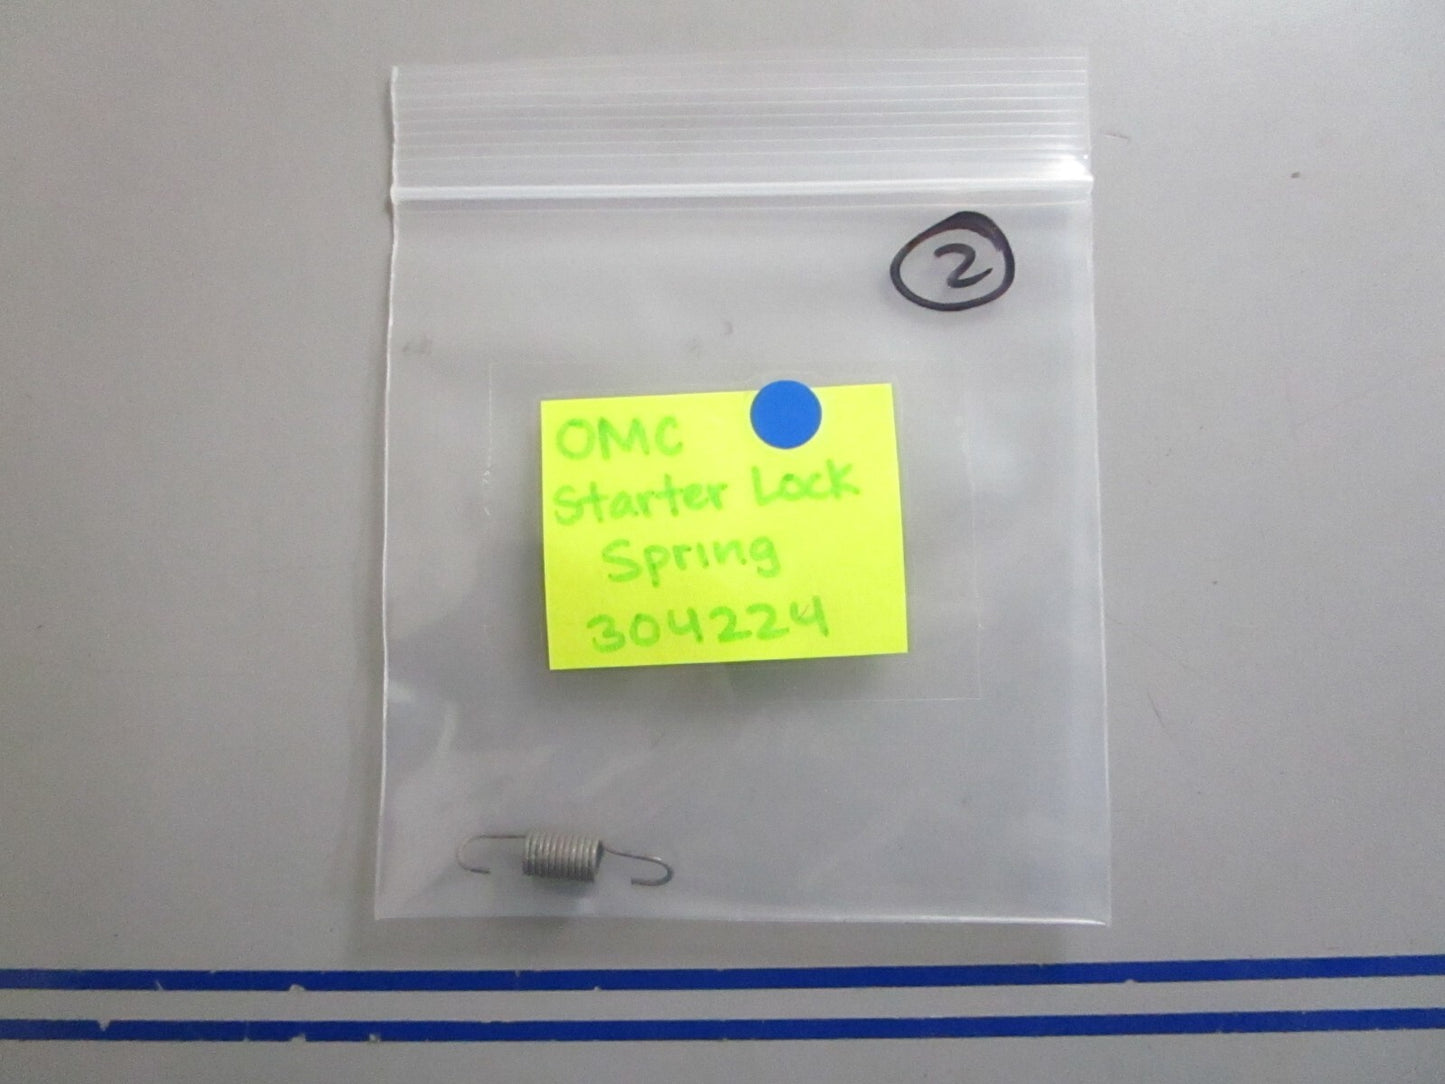 2
OMC
Starter Lock
Spring
304224